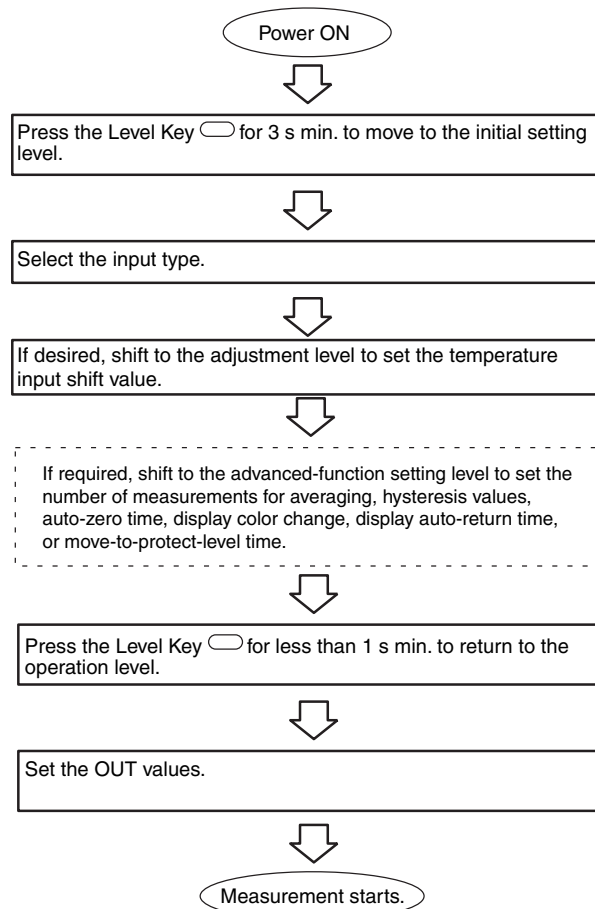 Power ON
Press the Level Key for 3 s min. to move to the initial setting
level.
Select the input type.
If desired, shift to the adjustment level to set the temperature
input shift value.
If required, shift to the advanced-function setting level to set the
number of measurements for averaging, hysteresis values,
auto-zero time, display color change, display auto-return time,
or move-to-protect-level time.
Press the Level Key for less than 1 s min. to return to the
operation level.
Set the OUT values.
Measurement starts.